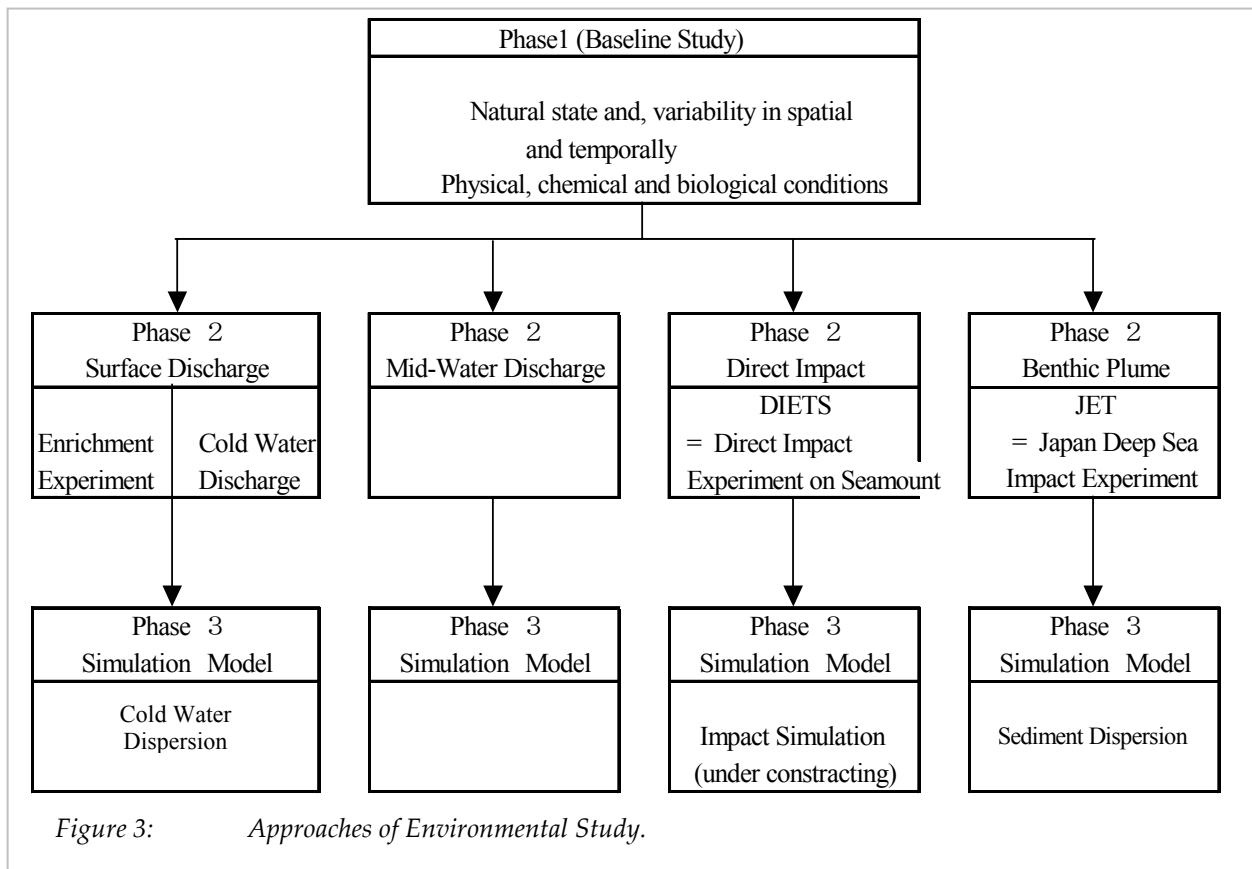 Phase1 (Baseline Study)
Natural state and, variability in spatial
and temporally
Physical, chemical and biological conditions
Phase 2
Surface Discharge
Enrichment
Experiment
Cold Water
Discharge
Phase 2
Mid-Water Discharge
Phase 2
Direct Impact
DIETS
= Direct Impact
Experiment on Seamount
Phase 2
Benthic Plume
JET
= Japan Deep Sea
Impact Experiment
Phase 3
Simulation Model
Cold Water
Dispersion
Phase 3
Simulation Model
Phase 3
Simulation Model
Impact Simulation
(under constracting)
Phase 3
Simulation Model
Sediment Dispersion
Figure 3: Approaches of Environmental Study.